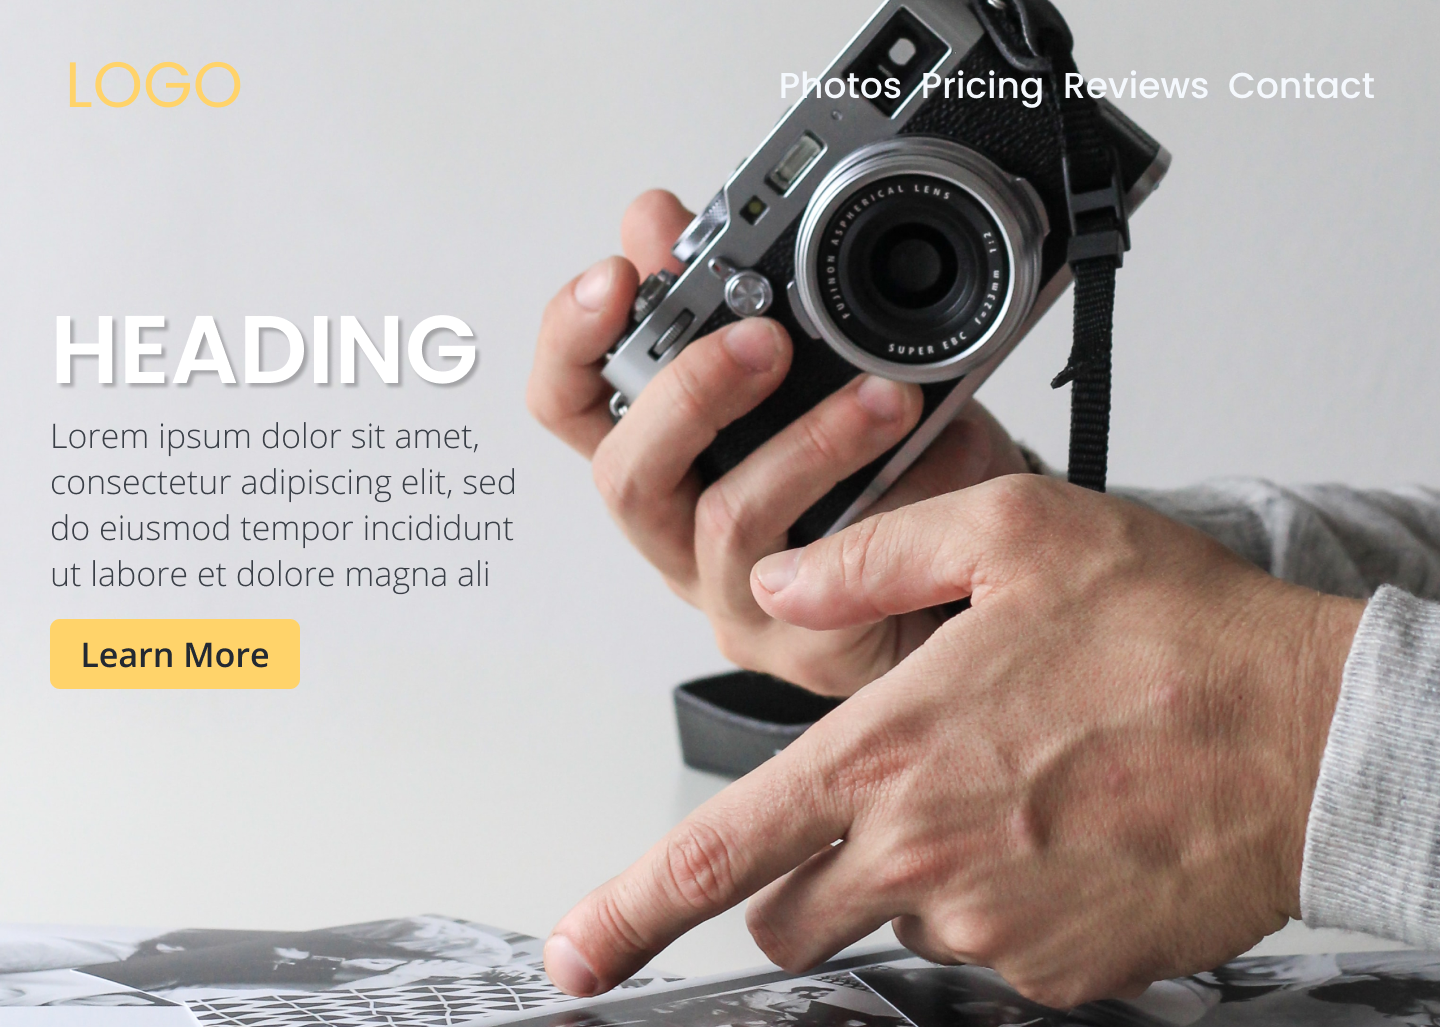 LOGO
Photos Pricing Reviews Contact
FUJINON ASPHERICAL LENS
1:2
f=23mm
SUPER EBC
HEADING
Lorem ipsum dolor sit amet,
consectetur adipiscing elit, sed
do eiusmod tempor incididunt
ut labore et dolore magna ali
Learn More